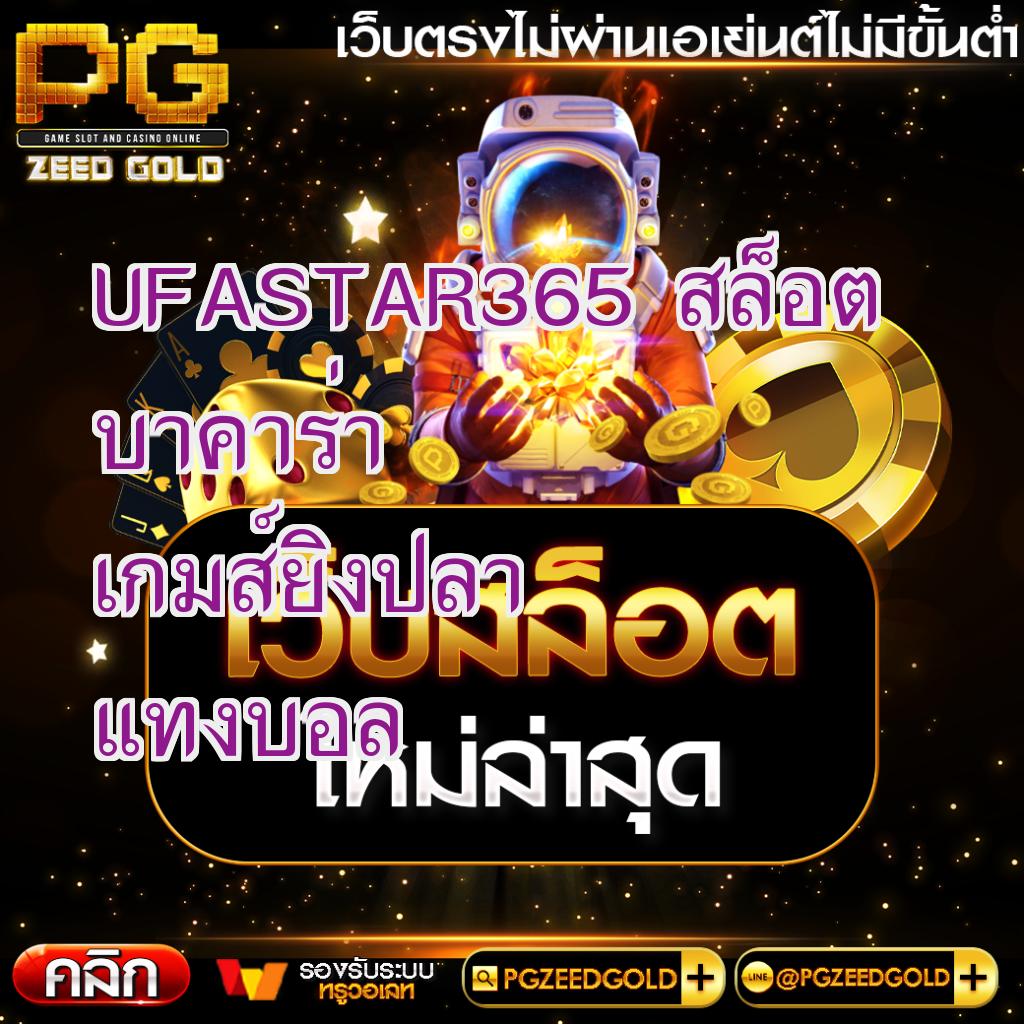 PG
GAME SLOT AND CASINO ONLINE
ZEED GOLD
เว็บตรงไม่ผ่านเอเย่นต์ไม่มีขั้นต่ำ
UFASTAR365 สล็อต
บาคาร่า
เกมส์ยิงปลา
แทงบอล
เว็บสล็อต
ใหม่ล่าสุด
คลิก
รองรับระบบ
ทรูวอเลท
PGZEEDGOLD +
LINE @PGZEEDGOLD +